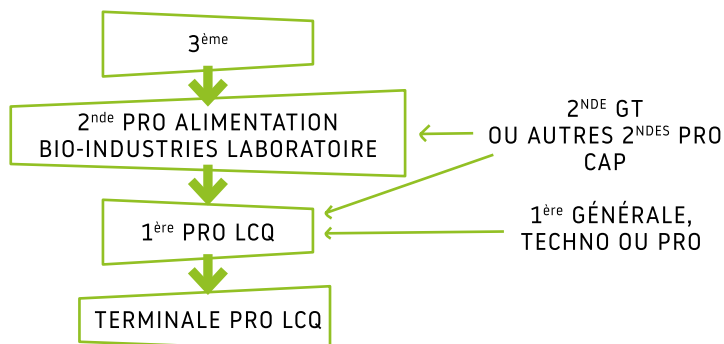 3ème
2nde PRO ALIMENTATION
BIO-INDUSTRIES LABORATOIRE
2NDE GT
OU AUTRES 2NDES PRO
CAP
1ère PRO LCQ
1ère GÉNÉRALE,
TECHNO OU PRO
TERMINALE PRO LCQ